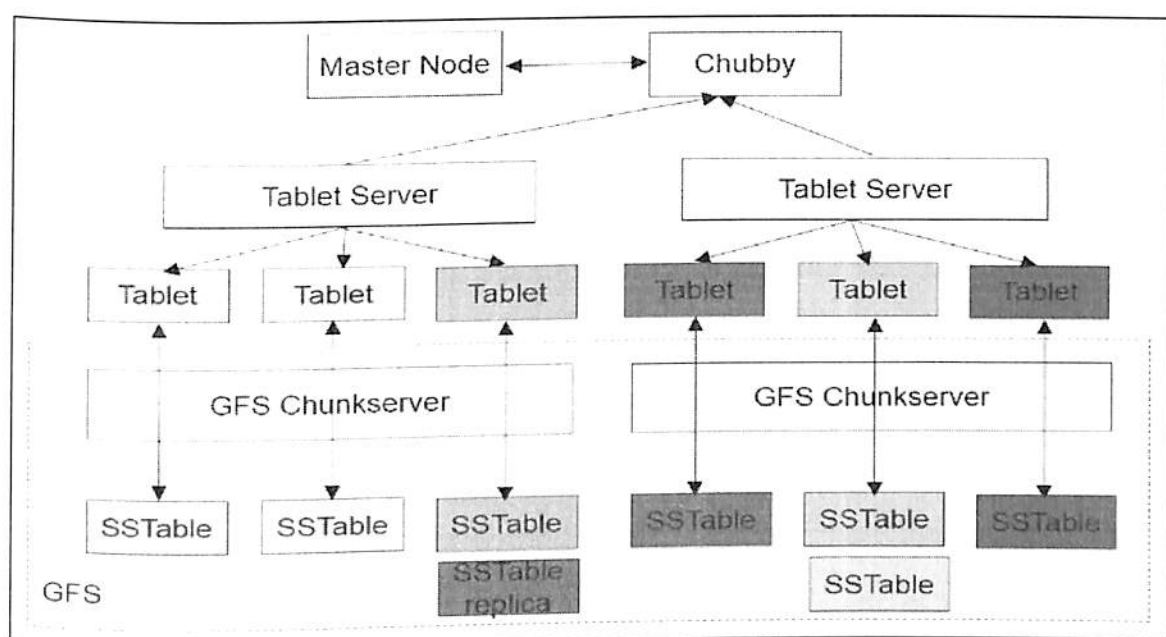 Master Node
Chubby
Tablet Server
Tablet Server
Tablet
Tablet
Tablet
Tablet
Tablet
Tablet
GFS Chunkserver
GFS Chunkserver
SSTable
SSTable
SSTable
SSTable
SSTable
SSTable
SSTable
replica
SSTable
GFS